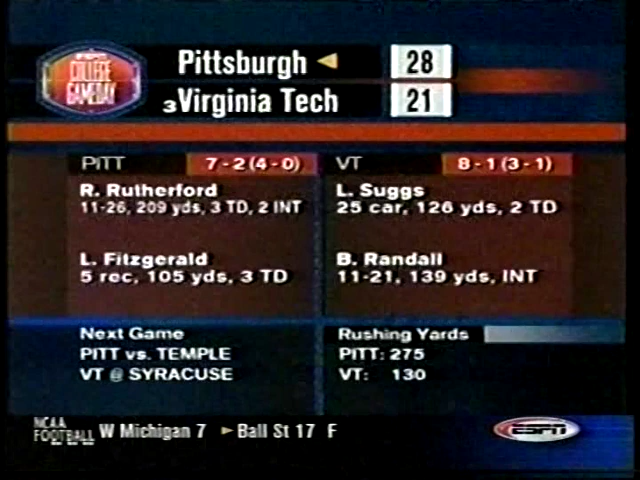 ESPN
COLLEGE
GAMEDAY
Pittsburgh 28
3 Virginia Tech 21
PITT 7-2 (4-0)
R. Rutherford
11-26, 209 yds, 3 TD, 2 INT
L. Fitzgerald
5 rec, 105 yds, 3 TD
VT 8-1 (3-1)
L. Suggs
25 car, 126 yds, 2 TD
B. Randall
11-21, 139 yds, INT
Next Game
PITT vs. TEMPLE
VT @ SYRACUSE
Rushing Yards
PITT: 275
VT: 130
NCAA
FOOTBALL W Michigan 7 Ball St 17 F
ESPN